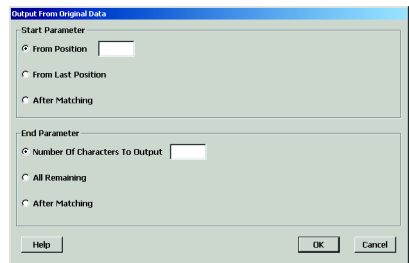 Output From Original Data
Start Parameter
From Position
From Last Position
After Matching
End Parameter
Number Of Characters To Output
All Remaining
After Matching
Help OK Cancel